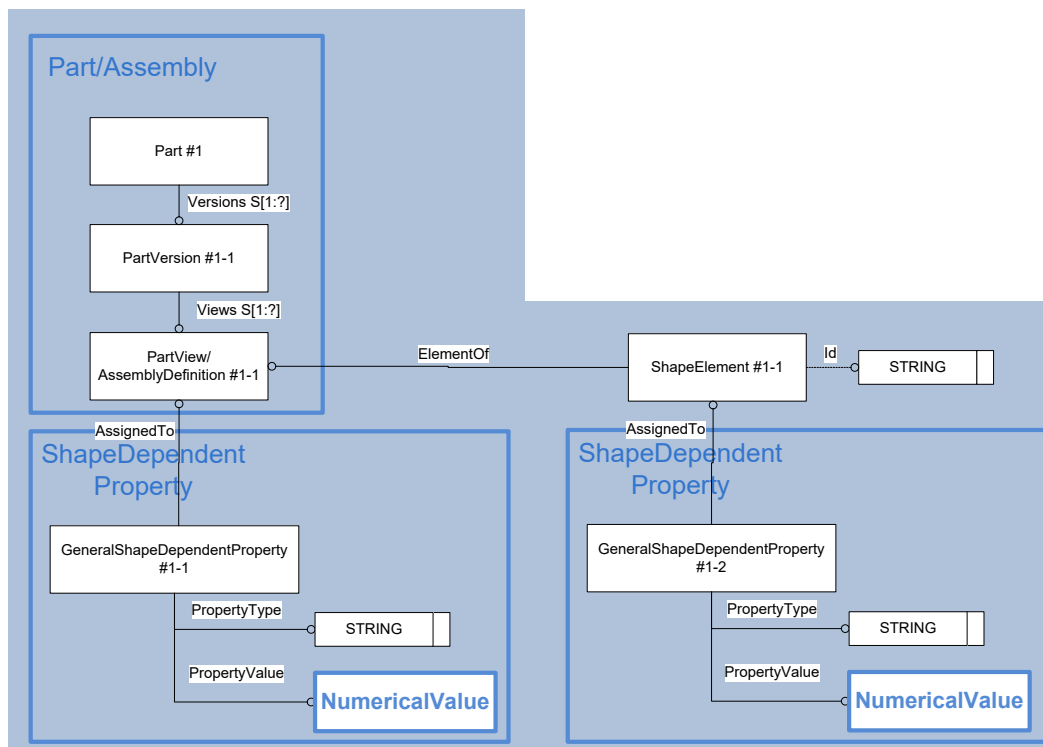 Part/Assembly
Part #1
Versions S[1:?]
PartVersion #1-1
Views S[1:?]
PartView/
AssemblyDefinition #1-1
ElementOf
ShapeElement #1-1
Id
STRING
AssignedTo
ShapeDependent
Property
GeneralShapeDependentProperty
#1-1
PropertyType
STRING
PropertyValue
NumericalValue
AssignedTo
ShapeDependent
Property
GeneralShapeDependentProperty
#1-2
PropertyType
STRING
PropertyValue
NumericalValue